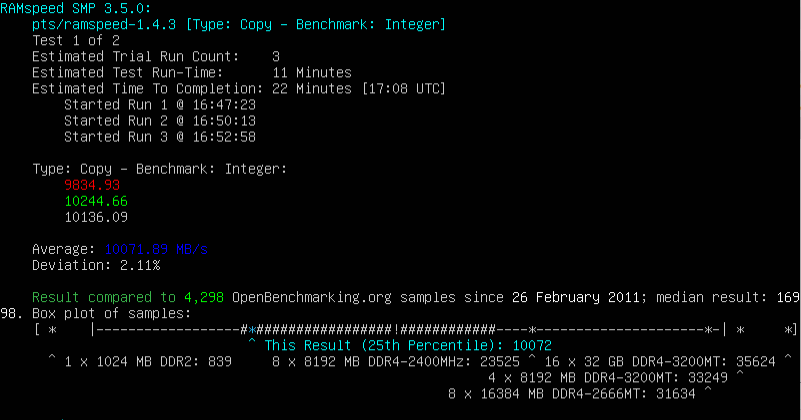 RAMspeed SMP 3.5.0:
pts/ramspeed-1.4.3 [Type: Copy - Benchmark: Integer]
Test 1 of 2
Estimated Trial Run Count: 3
Estimated Test Run-Time: 11 Minutes
Estimated Time To Completion: 22 Minutes [17:08 UTC]
Started Run 1 @ 16:47:23
Started Run 2 @ 16:50:13
Started Run 3 @ 16:52:58
Type: Copy - Benchmark: Integer:
9834.93
10244.66
10136.09
Average: 10071.89 MB/s
Deviation: 2.11%
Result compared to 4,298 OpenBenchmarking.org samples since 26 February 2011; median result: 169
98. Box plot of samples:
[ * |------------------#*#################!############----*-----------------*-| * *]
^ This Result (25th Percentile): 10072
^ 1 x 1024 MB DDR2: 839 8 x 8192 MB DDR4-2400MHz: 23525 ^ 16 x 32 GB DDR4-3200MT: 35624 ^
4 x 8192 MB DDR4-3200MT: 33249 ^
8 x 16384 MB DDR4-2666MT: 31634 ^